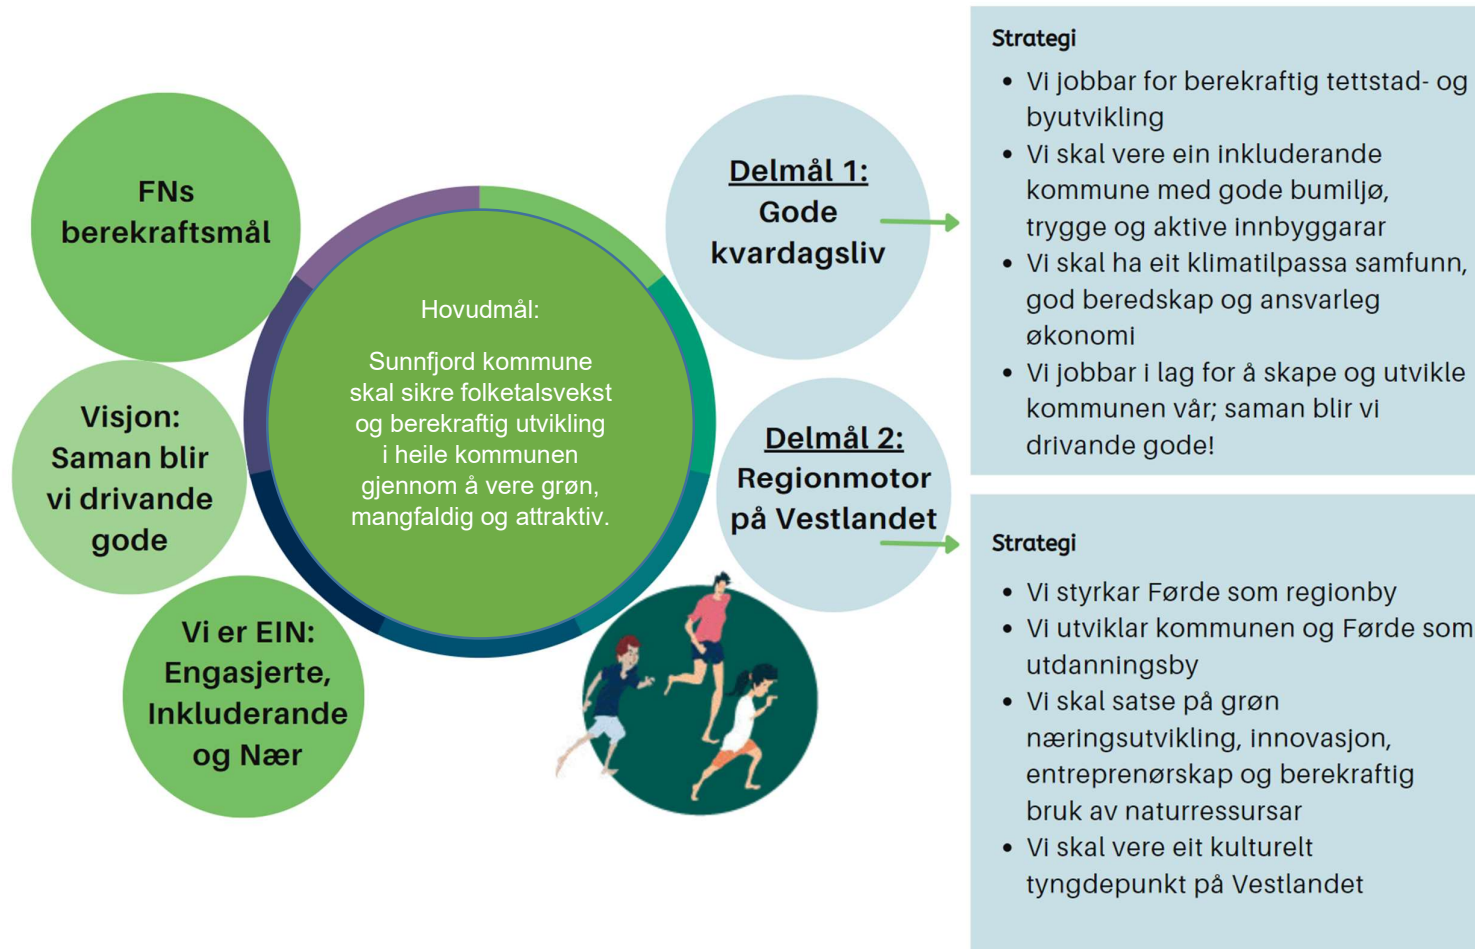 FNs
berekraftsmål
Visjon:
Saman blir
vi drivande
gode
Vi er EIN:
Engasjerte,
Inkluderande
og Nær
Hovudmål:
Sunnfjord kommune
skal sikre folketalsvekst
og berekraftig utvikling
i heile kommunen
gjennom å vere grøn,
mangfaldig og attraktiv.
Delmål 1:
Gode
kvardagsliv
Delmål 2:
Regionmotor
på Vestlandet
Strategi
• Vi jobbar for berekraftig tettstad- og
byutvikling
• Vi skal vere ein inkluderande
kommune med gode bumiljø,
trygge og aktive innbyggarar
• Vi skal ha eit klimatilpassa samfunn,
god beredskap og ansvarleg
økonomi
• Vi jobbar i lag for å skape og utvikle
kommunen vår; saman blir vi
drivande gode!
Strategi
• Vi styrkar Førde som regionby
• Vi utviklar kommunen og Førde som
utdanningsby
• Vi skal satse på grøn
næringsutvikling, innovasjon,
entreprenørskap og berekraftig
bruk av naturressursar
• Vi skal vere eit kulturelt
tyngdepunkt på Vestlandet